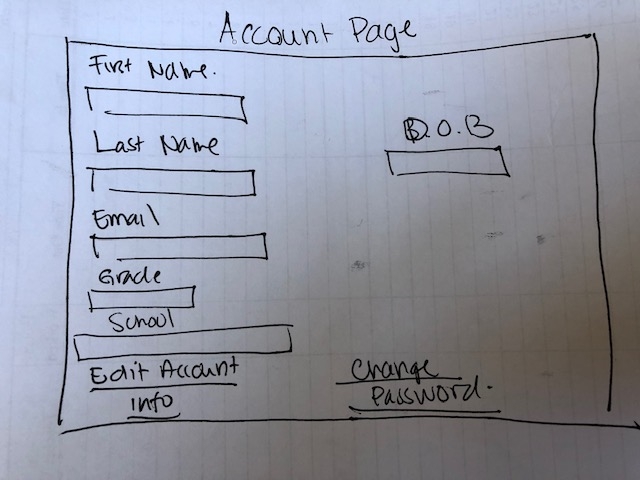 Account Page
First Name.
Last Name
D.O.B
Email
Grade
School
Edit Account
Info
Change
Password.